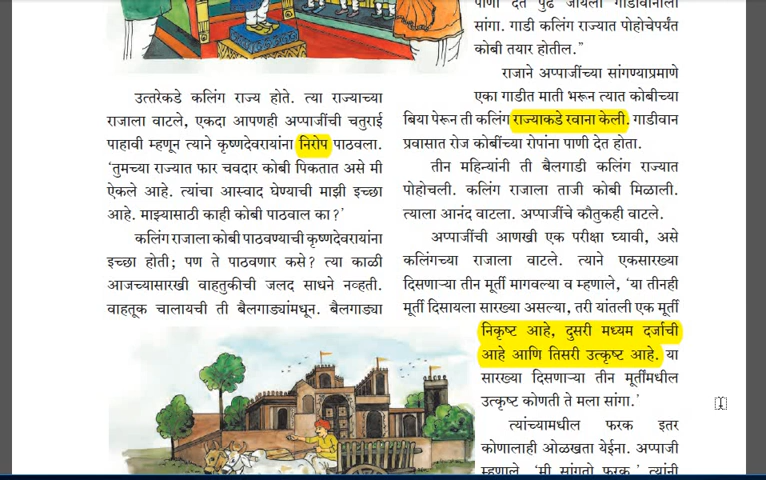 उत्तरेकडे कलिंग राज्य होते. त्या राज्याच्या
राजाला वाटले, एकदा आपणही अप्पाजींची चतुराई
पाहावी म्हणून त्याने कृष्णदेवरायांना निरोप पाठवला.
‘तुमच्या राज्यात फार चवदार कोबी पिकतात असे मी
ऐकले आहे. त्यांचा आस्वाद घेण्याची माझी इच्छा
आहे. माझ्यासाठी काही कोबी पाठवाल का ?’
कलिंग राजाला कोबी पाठवण्याची कृष्णदेवरायांना
इच्छा होती; पण ते पाठवणार कसे ? त्या काळी
आजच्यासारखी वाहतुकीची जलद साधने नव्हती.
वाहतूक चालायची ती बैलगाड्यांमधून. बैलगाड्या
पाणी देत पुढे जायला गाडीवानाला
सांगा. गाडी कलिंग राज्यात पोहोचेपर्यंत
कोबी तयार होतील.”
राजाने अप्पाजींच्या सांगण्याप्रमाणे
एका गाडीत माती भरून त्यात कोबीच्या
बिया पेरून ती कलिंग राज्याकडे रवाना केली. गाडीवान
प्रवासात रोज कोबींच्या रोपांना पाणी देत होता.
तीन महिन्यांनी ती बैलगाडी कलिंग राज्यात
पोहोचली. कलिंग राजाला ताजी कोबी मिळाली.
त्याला आनंद वाटला. अप्पाजींचे कौतुकही वाटले.
अप्पाजींची आणखी एक परीक्षा घ्यावी, असे
कलिंगच्या राजाला वाटले. त्याने एकसारख्या
दिसणाऱ्या तीन मूर्ती मागवल्या व म्हणाले, ‘या तीनही
मूर्ती दिसायला सारख्या असल्या, तरी यांतली एक मूर्ती
निकृष्ट आहे, दुसरी मध्यम दर्जाची
आहे आणि तिसरी उत्कृष्ट आहे. या
सारख्या दिसणाऱ्या तीन मूर्तींमधील
उत्कृष्ट कोणती ते मला सांगा.’
त्यांच्यामधील फरक इतर
कोणालाही ओळखता येईना. अप्पाजी
म्हणाले, ‘मी सांगतो फरक.’ त्यांनी